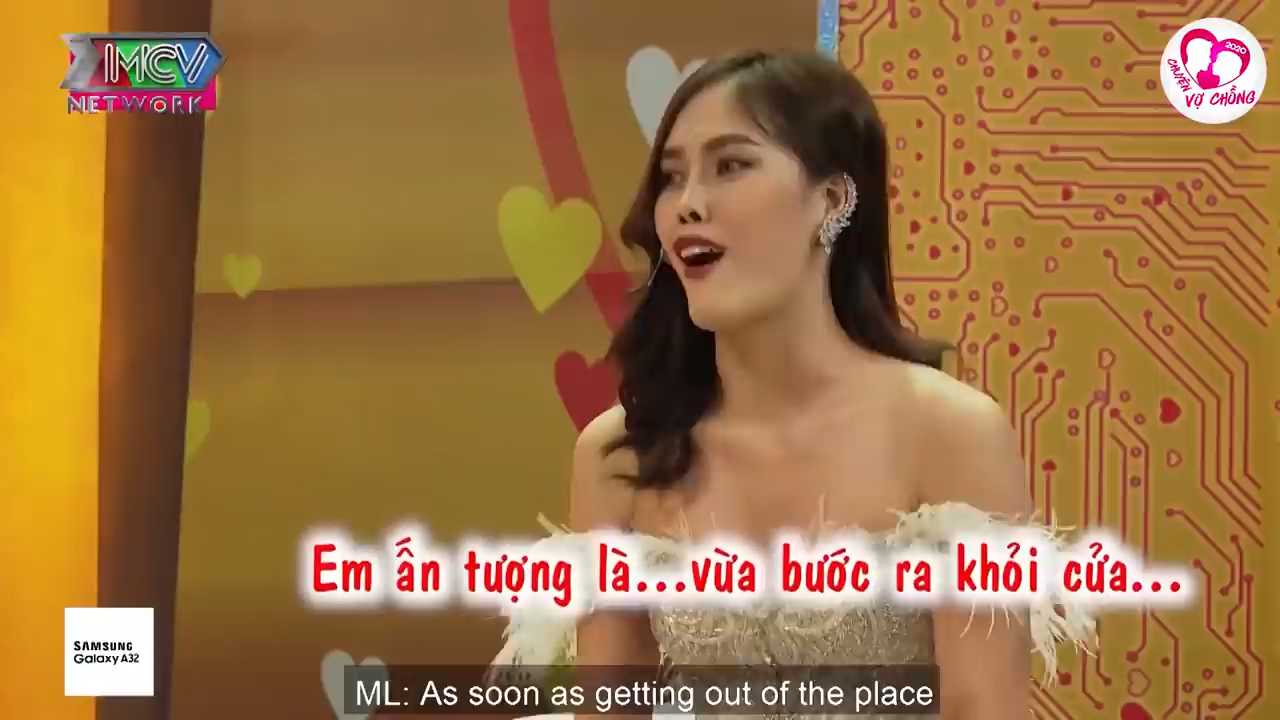 MCV
NETWORK
2020
CHUYỆN
VỢ CHỒNG
Em ấn tượng là...vừa bước ra khỏi cửa...
SAMSUNG
Galaxy A32
ML: As soon as getting out of the place